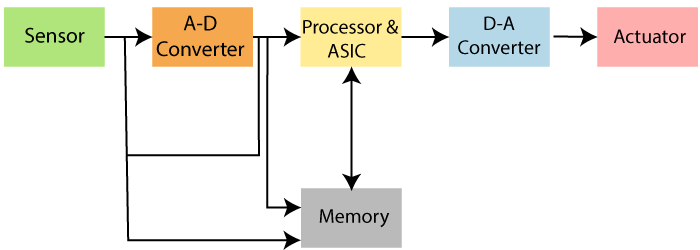 Sensor
A-D
Converter
Processor &
ASIC
D-A
Converter
Actuator
Memory